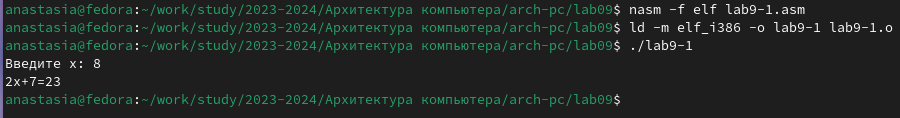 anastasia@fedora:~/work/study/2023-2024/Архитектура компьютера/arch-pc/lab09$ nasm -f elf lab9-1.asm
anastasia@fedora:~/work/study/2023-2024/Архитектура компьютера/arch-pc/lab09$ ld -m elf_i386 -o lab9-1 lab9-1.o
anastasia@fedora:~/work/study/2023-2024/Архитектура компьютера/arch-pc/lab09$ ./lab9-1
Введите x: 8
2x+7=23
anastasia@fedora:~/work/study/2023-2024/Архитектура компьютера/arch-pc/lab09$